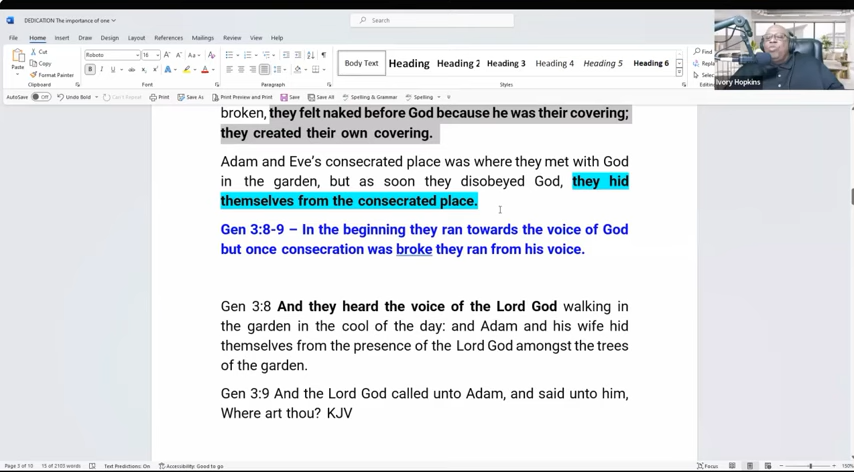 DEDICATION The importance of one
Search
File Home Insert Draw Design Layout References Mailings Review View Help
Cut
Copy
Paste
Format Painter
Roboto 16
Body Text Heading Heading 2 Heading 3 Heading 4 Heading 5 Heading 6
Find
Clipboard Font Paragraph Styles
Ivory Hopkins
AutoSave Off Undo Bold Can't Repeat Print Save As Print Preview and Print Save Save All Spelling & Grammar Spelling
broken, they felt naked before God because he was their covering;
they created their own covering.
Adam and Eve's consecrated place was where they met with God
in the garden, but as soon they disobeyed God, they hid
themselves from the consecrated place.
Gen 3:8-9 – In the beginning they ran towards the voice of God
but once consecration was broke they ran from his voice.
Gen 3:8 And they heard the voice of the Lord God walking in
the garden in the cool of the day: and Adam and his wife hid
themselves from the presence of the Lord God amongst the trees
of the garden.
Gen 3:9 And the Lord God called unto Adam, and said unto him,
Where art thou? KJV
Page 3 of 10 15 of 2103 words Text Predictions: On Accessibility: Good to go Focus 150%